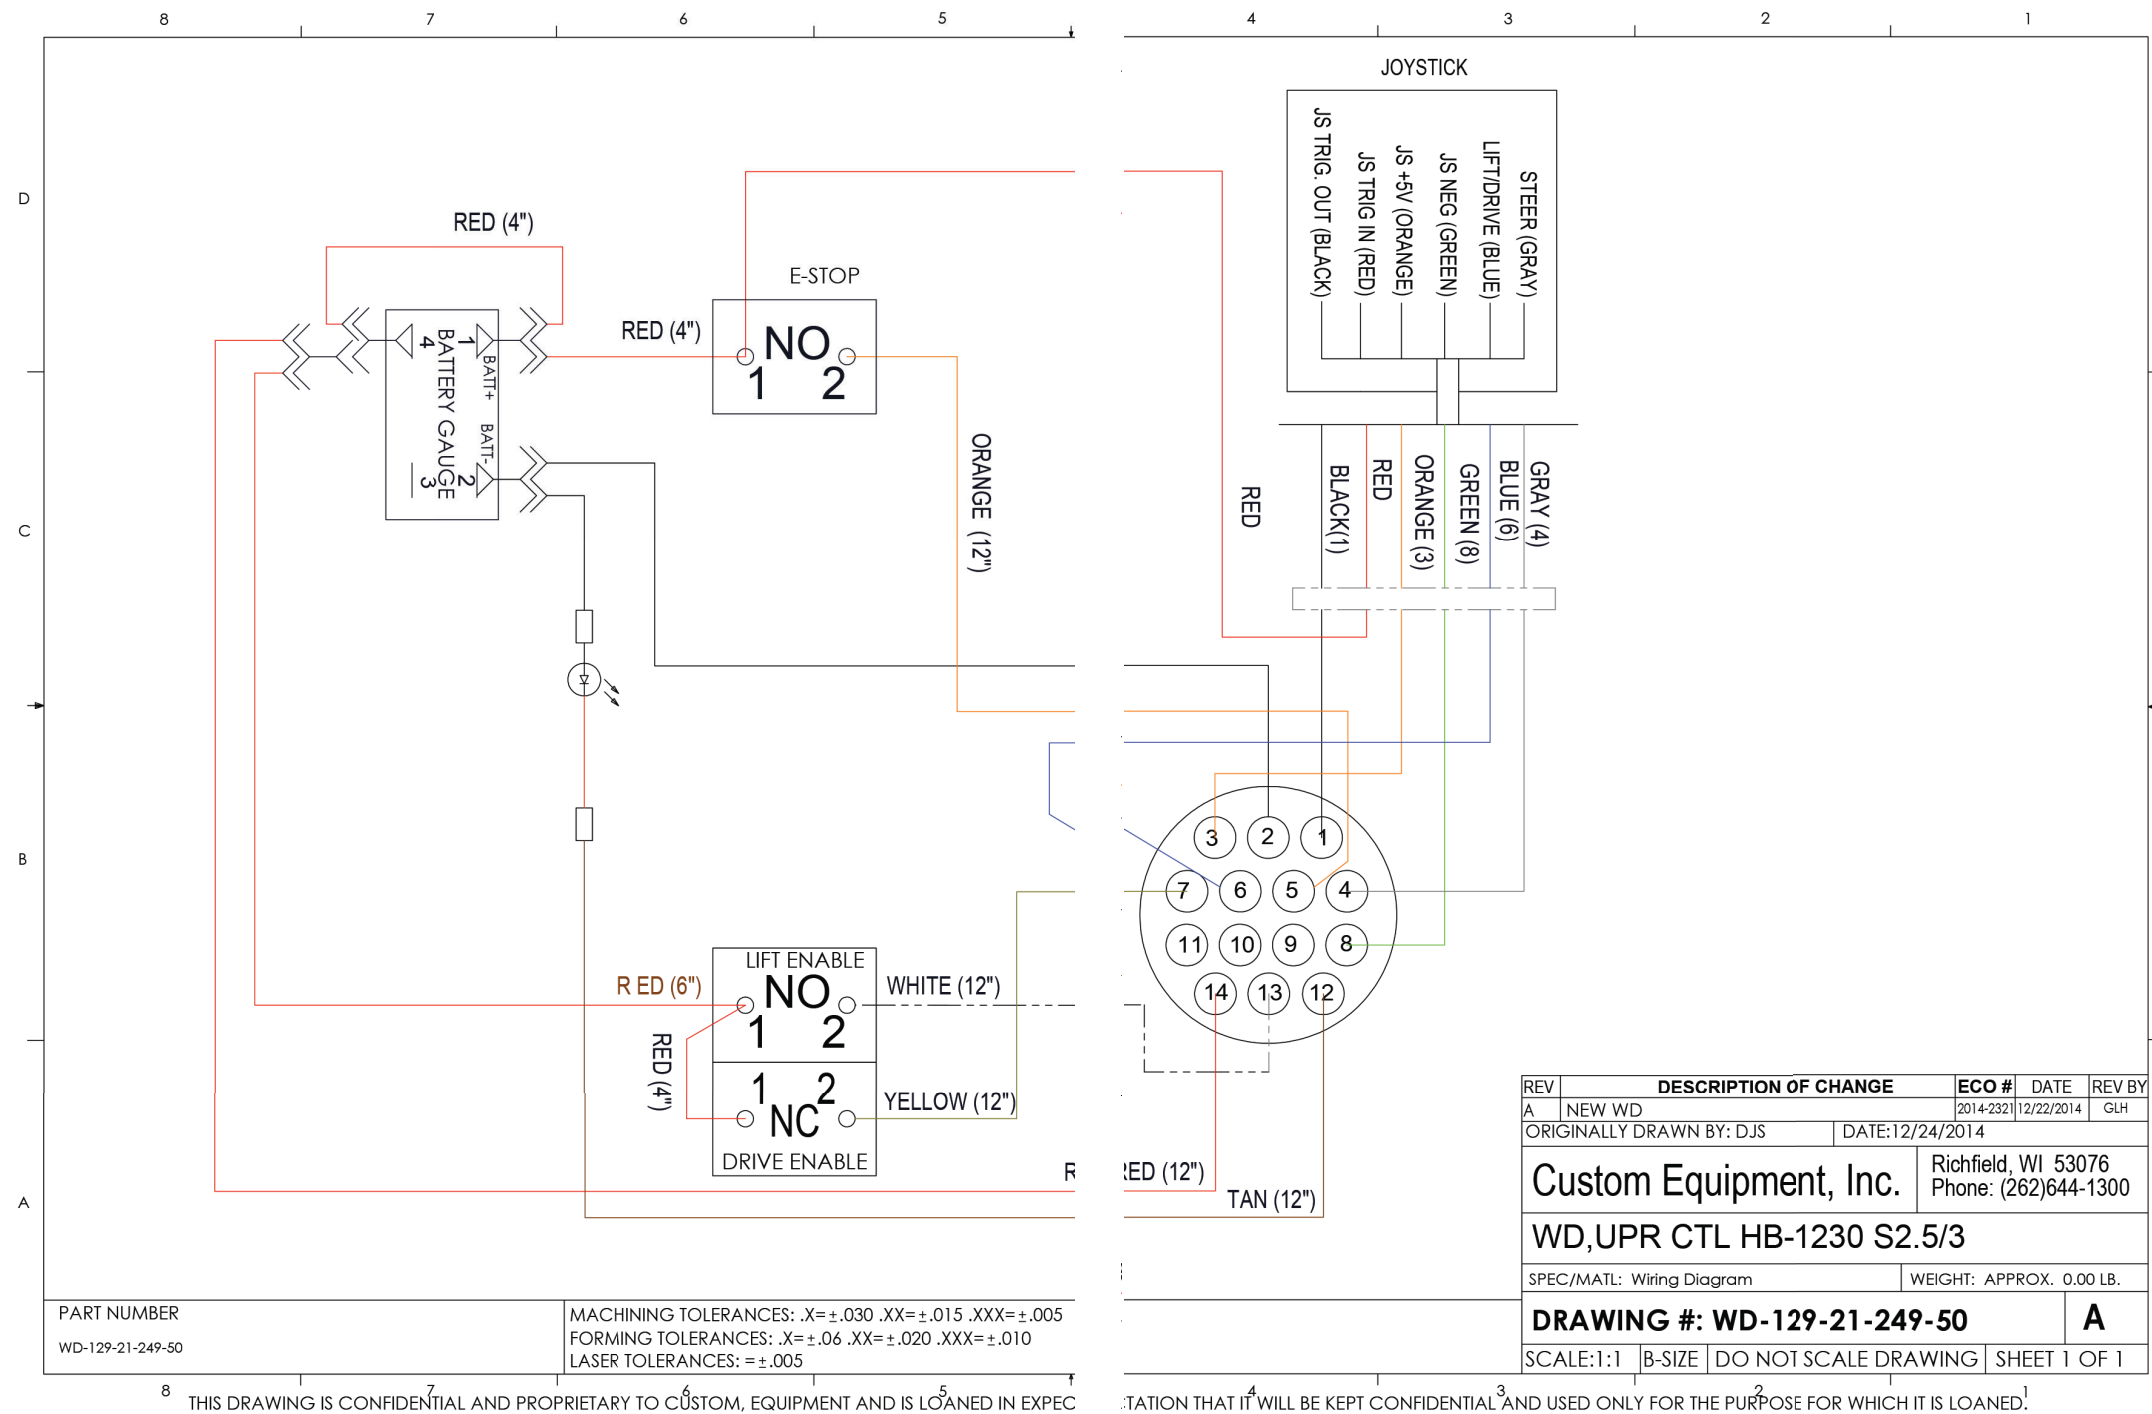 8 7 6 5 4 3 2 1
JOYSTICK
JS TRIG. OUT (BLACK)
JS TRIG IN (RED)
JS +5V (ORANGE)
JS NEG (GREEN)
LIFT/DRIVE (BLUE)
STEER (GRAY)
D
RED (4")
E-STOP
RED (4")
NO
1 2
4
1
BATT+
BATTERY GAUGE
BATT-
3
2
ORANGE (12")
RED
BLACK(1)
RED
ORANGE (3)
GREEN (8)
BLUE (6)
GRAY (4)
C
3 2 1
B
7 6 5 4
11 10 9 8
14 13 12
LIFT ENABLE
R ED (6")
NO
WHITE (12")
1 2
RED (4")
1 2
NC
YELLOW (12")
DRIVE ENABLE
R
RED (12")
TAN (12")
A
REV DESCRIPTION OF CHANGE ECO # DATE REV BY
A NEW WD 2014-2321 12/22/2014 GLH
ORIGINALLY DRAWN BY: DJS DATE:12/24/2014
Custom Equipment, Inc.
Richfield, WI 53076
Phone: (262)644-1300
WD,UPR CTL HB-1230 S2.5/3
SPEC/MATL: Wiring Diagram WEIGHT: APPROX. 0.00 LB.
DRAWING #: WD-129-21-249-50 A
SCALE:1:1 B-SIZE DO NOT SCALE DRAWING SHEET 1 OF 1
PART NUMBER
WD-129-21-249-50
MACHINING TOLERANCES: .X=±.030 .XX=±.015 .XXX=±.005
FORMING TOLERANCES: .X=±.06 .XX=±.020 .XXX=±.010
LASER TOLERANCES: =±.005
8 7 6 5 4 3 2 1
THIS DRAWING IS CONFIDENTIAL AND PROPRIETARY TO CUSTOM, EQUIPMENT AND IS LOANED IN EXPEC TATION THAT IT WILL BE KEPT CONFIDENTIAL AND USED ONLY FOR THE PURPOSE FOR WHICH IT IS LOANED.